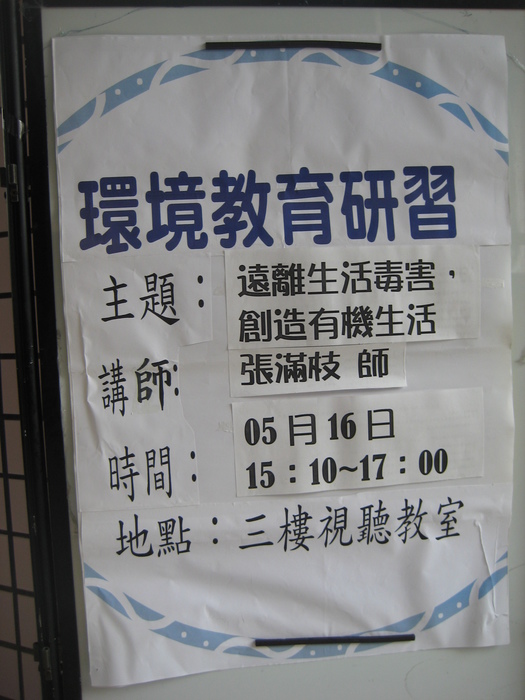 環境教育研習
主題：遠離生活毒害，
創造有機生活
講師:張滿枝 師
時間：05月16日
15：10~17：00
地點：三樓視聽教室